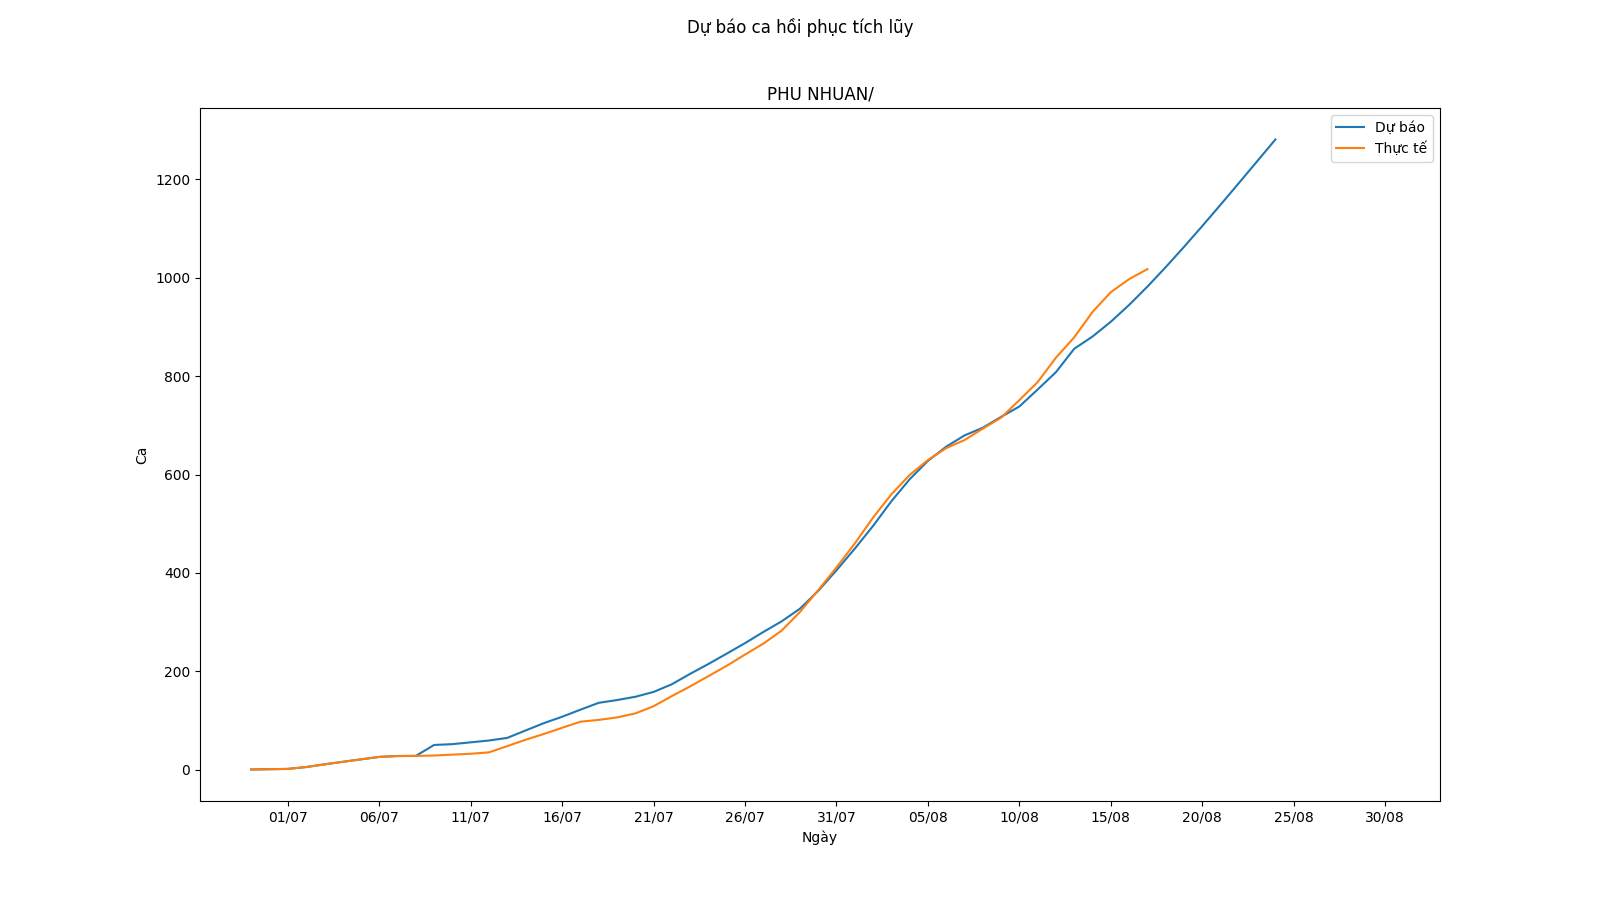 Dự báo ca hồi phục tích lũy
PHU NHUAN/
Dự báo
Thực tế
1200
1000
800
600
400
200
0
Ca
01/07 06/07 11/07 16/07 21/07 26/07 31/07 05/08 10/08 15/08 20/08 25/08 30/08
Ngày